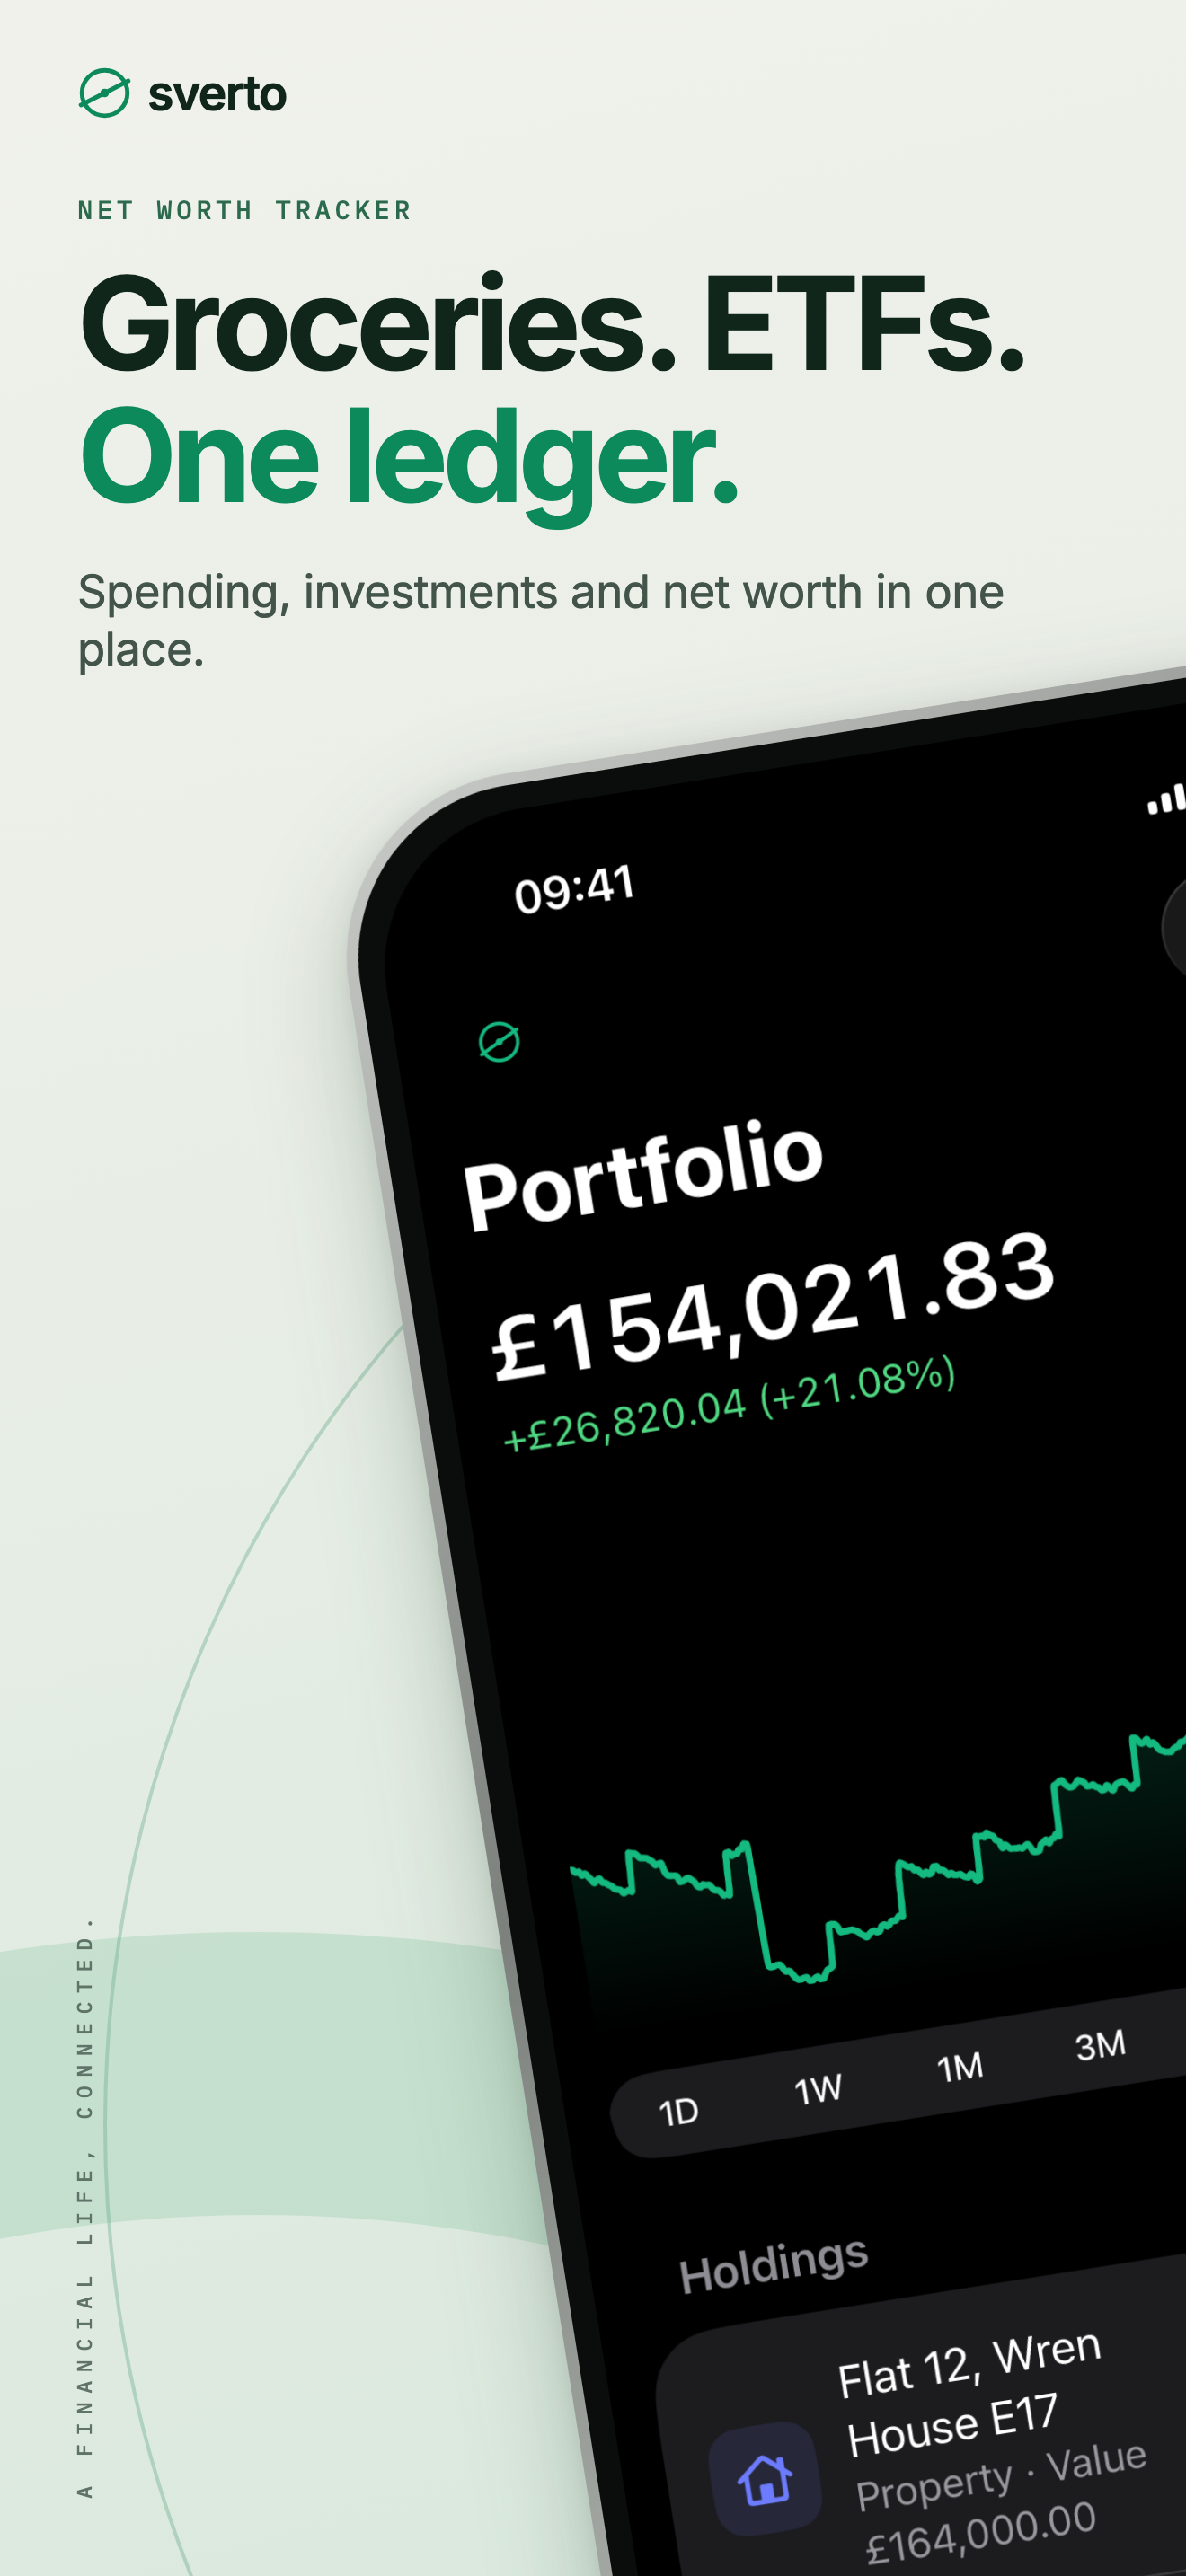 sverto
NET WORTH TRACKER
Groceries. ETFs.
One ledger.
Spending, investments and net worth in one
place.
09:41
Portfolio
£154,021.83
+£26,820.04 (+21.08%)
1D 1W 1M 3M
Holdings
Flat 12, Wren
House E17
Property · Value
£164,000.00
A FINANCIAL LIFE, CONNECTED.